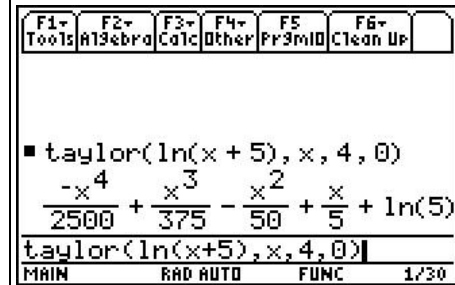 F1▾ F2▾ F3▾ F4▾ F5 F6▾
Tools Algebra Calc Other PrgmIO Clean Up
▪ taylor(ln(x + 5), x, 4, 0)
-x^4/2500 + x^3/375 - x^2/50 + x/5 + ln(5)
taylor(ln(x+5),x,4,0)
MAIN RAD AUTO FUNC 1/30